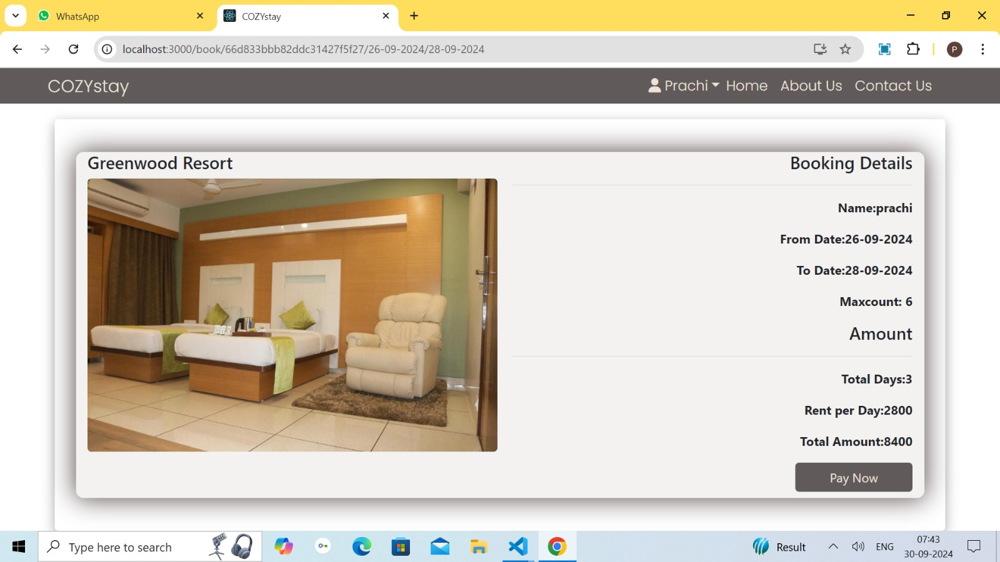 WhatsApp
COZYstay
localhost:3000/book/66d833bbb82ddc31427f5f27/26-09-2024/28-09-2024
P
COZYstay
Prachi Home About Us Contact Us
Greenwood Resort
Booking Details
Name:prachi
From Date:26-09-2024
To Date:28-09-2024
Maxcount: 6
Amount
Total Days:3
Rent per Day:2800
Total Amount:8400
Pay Now
Type here to search
Result
ENG
07:43
30-09-2024